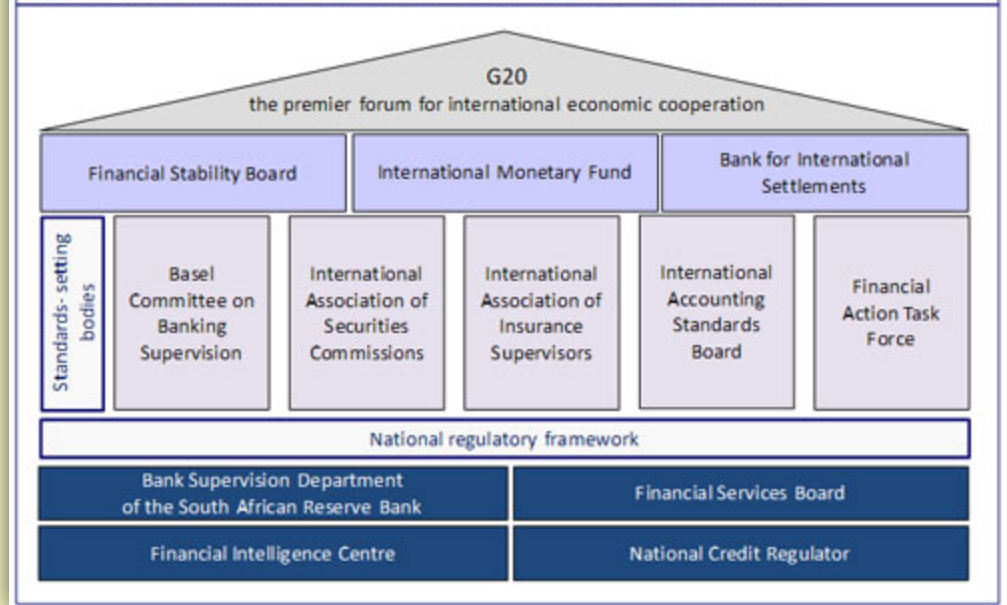 G20
the premier forum for international economic cooperation
Financial Stability Board
International Monetary Fund
Bank for International
Settlements
Standards- setting
bodies
Basel
Committee on
Banking
Supervision
International
Association of
Securities
Commissions
International
Association of
Insurance
Supervisors
International
Accounting
Standards
Board
Financial
Action Task
Force
National regulatory framework
Bank Supervision Department
of the South African Reserve Bank
Financial Services Board
Financial Intelligence Centre
National Credit Regulator